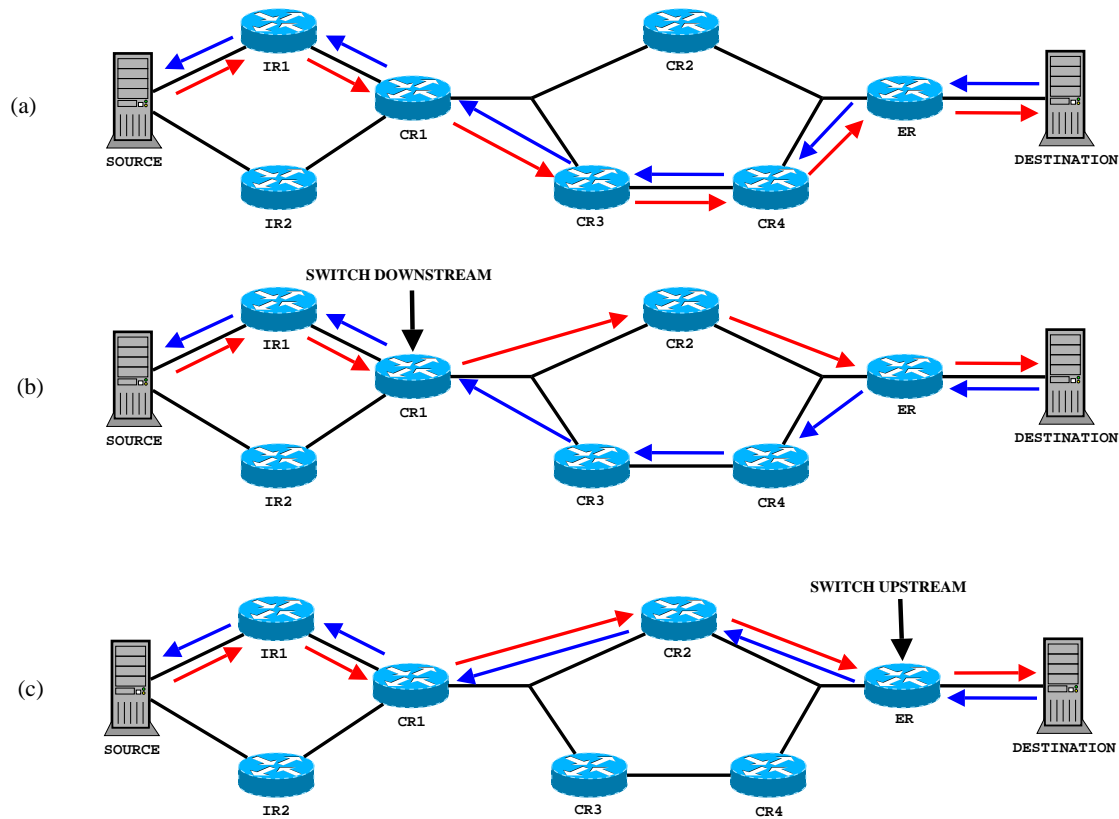 (a)
SOURCE
IR1
IR2
CR1
CR2
CR3
CR4
ER
DESTINATION
(b)
SWITCH DOWNSTREAM
SOURCE
IR1
IR2
CR1
CR2
CR3
CR4
ER
DESTINATION
(c)
SWITCH UPSTREAM
SOURCE
IR1
IR2
CR1
CR2
CR3
CR4
ER
DESTINATION